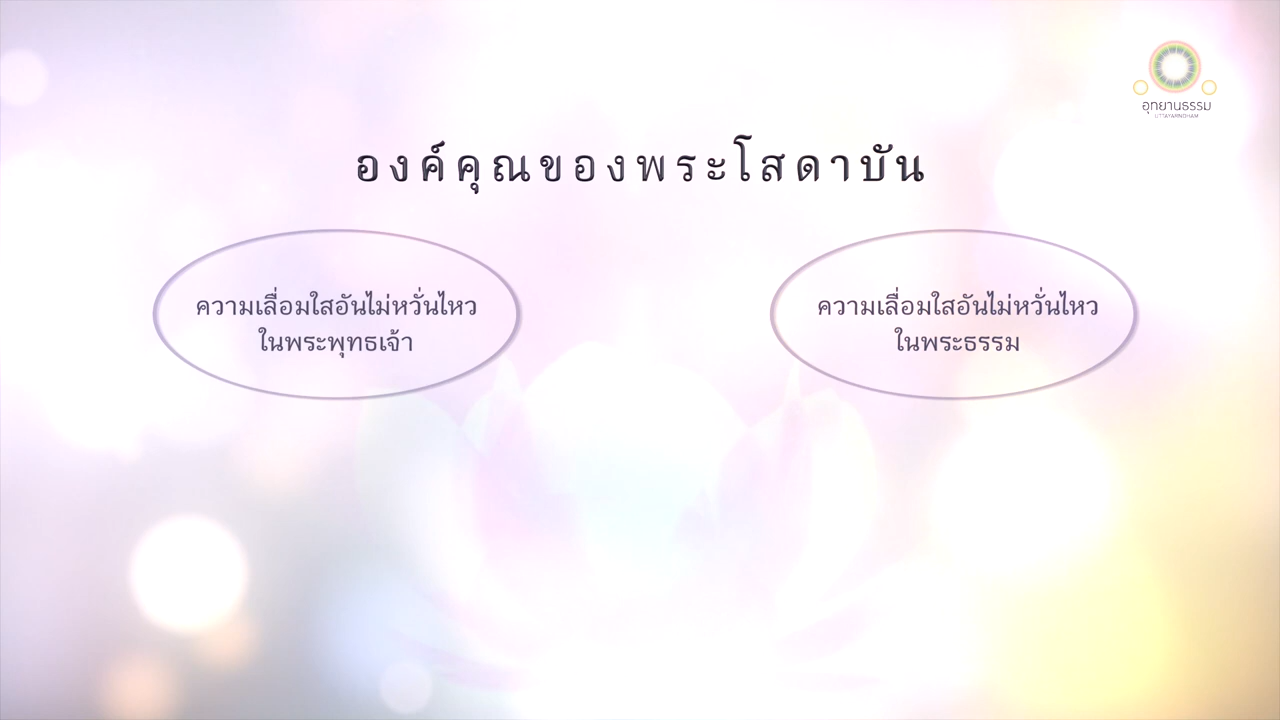 อุทยานธรรม
UTTAYARNDHAM
องค์คุณของพระโสดาบัน
ความเลื่อมใสอันไม่หวั่นไหว
ในพระพุทธเจ้า
ความเลื่อมใสอันไม่หวั่นไหว
ในพระธรรม